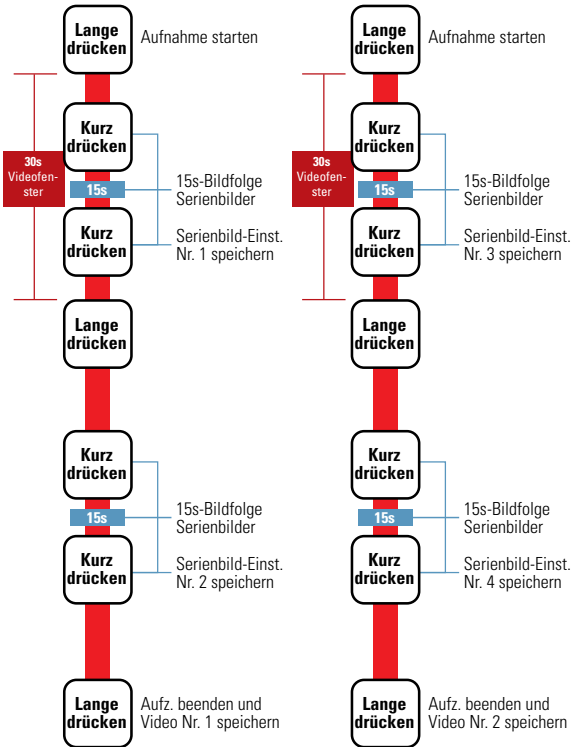 Lange
drücken
Aufnahme starten
Kurz
drücken
30s
Videofen-
ster
15s
15s-Bildfolge
Serienbilder
Kurz
drücken
Serienbild-Einst.
Nr. 1 speichern
Lange
drücken
Kurz
drücken
15s
15s-Bildfolge
Serienbilder
Kurz
drücken
Serienbild-Einst.
Nr. 2 speichern
Lange
drücken
Aufz. beenden und
Video Nr. 1 speichern
Lange
drücken
Aufnahme starten
Kurz
drücken
30s
Videofen-
ster
15s
15s-Bildfolge
Serienbilder
Kurz
drücken
Serienbild-Einst.
Nr. 3 speichern
Lange
drücken
Kurz
drücken
15s
15s-Bildfolge
Serienbilder
Kurz
drücken
Serienbild-Einst.
Nr. 4 speichern
Lange
drücken
Aufz. beenden und
Video Nr. 2 speichern